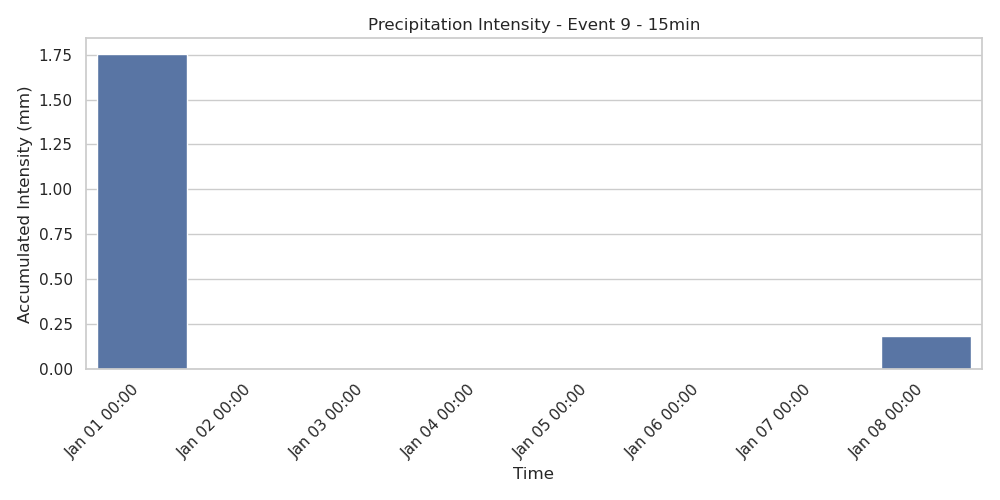 Precipitation Intensity - Event 9 - 15min
Accumulated Intensity (mm)
1.75
1.50
1.25
1.00
0.75
0.50
0.25
0.00
Jan 01 00:00
Jan 02 00:00
Jan 03 00:00
Jan 04 00:00
Jan 05 00:00
Jan 06 00:00
Jan 07 00:00
Jan 08 00:00
Time